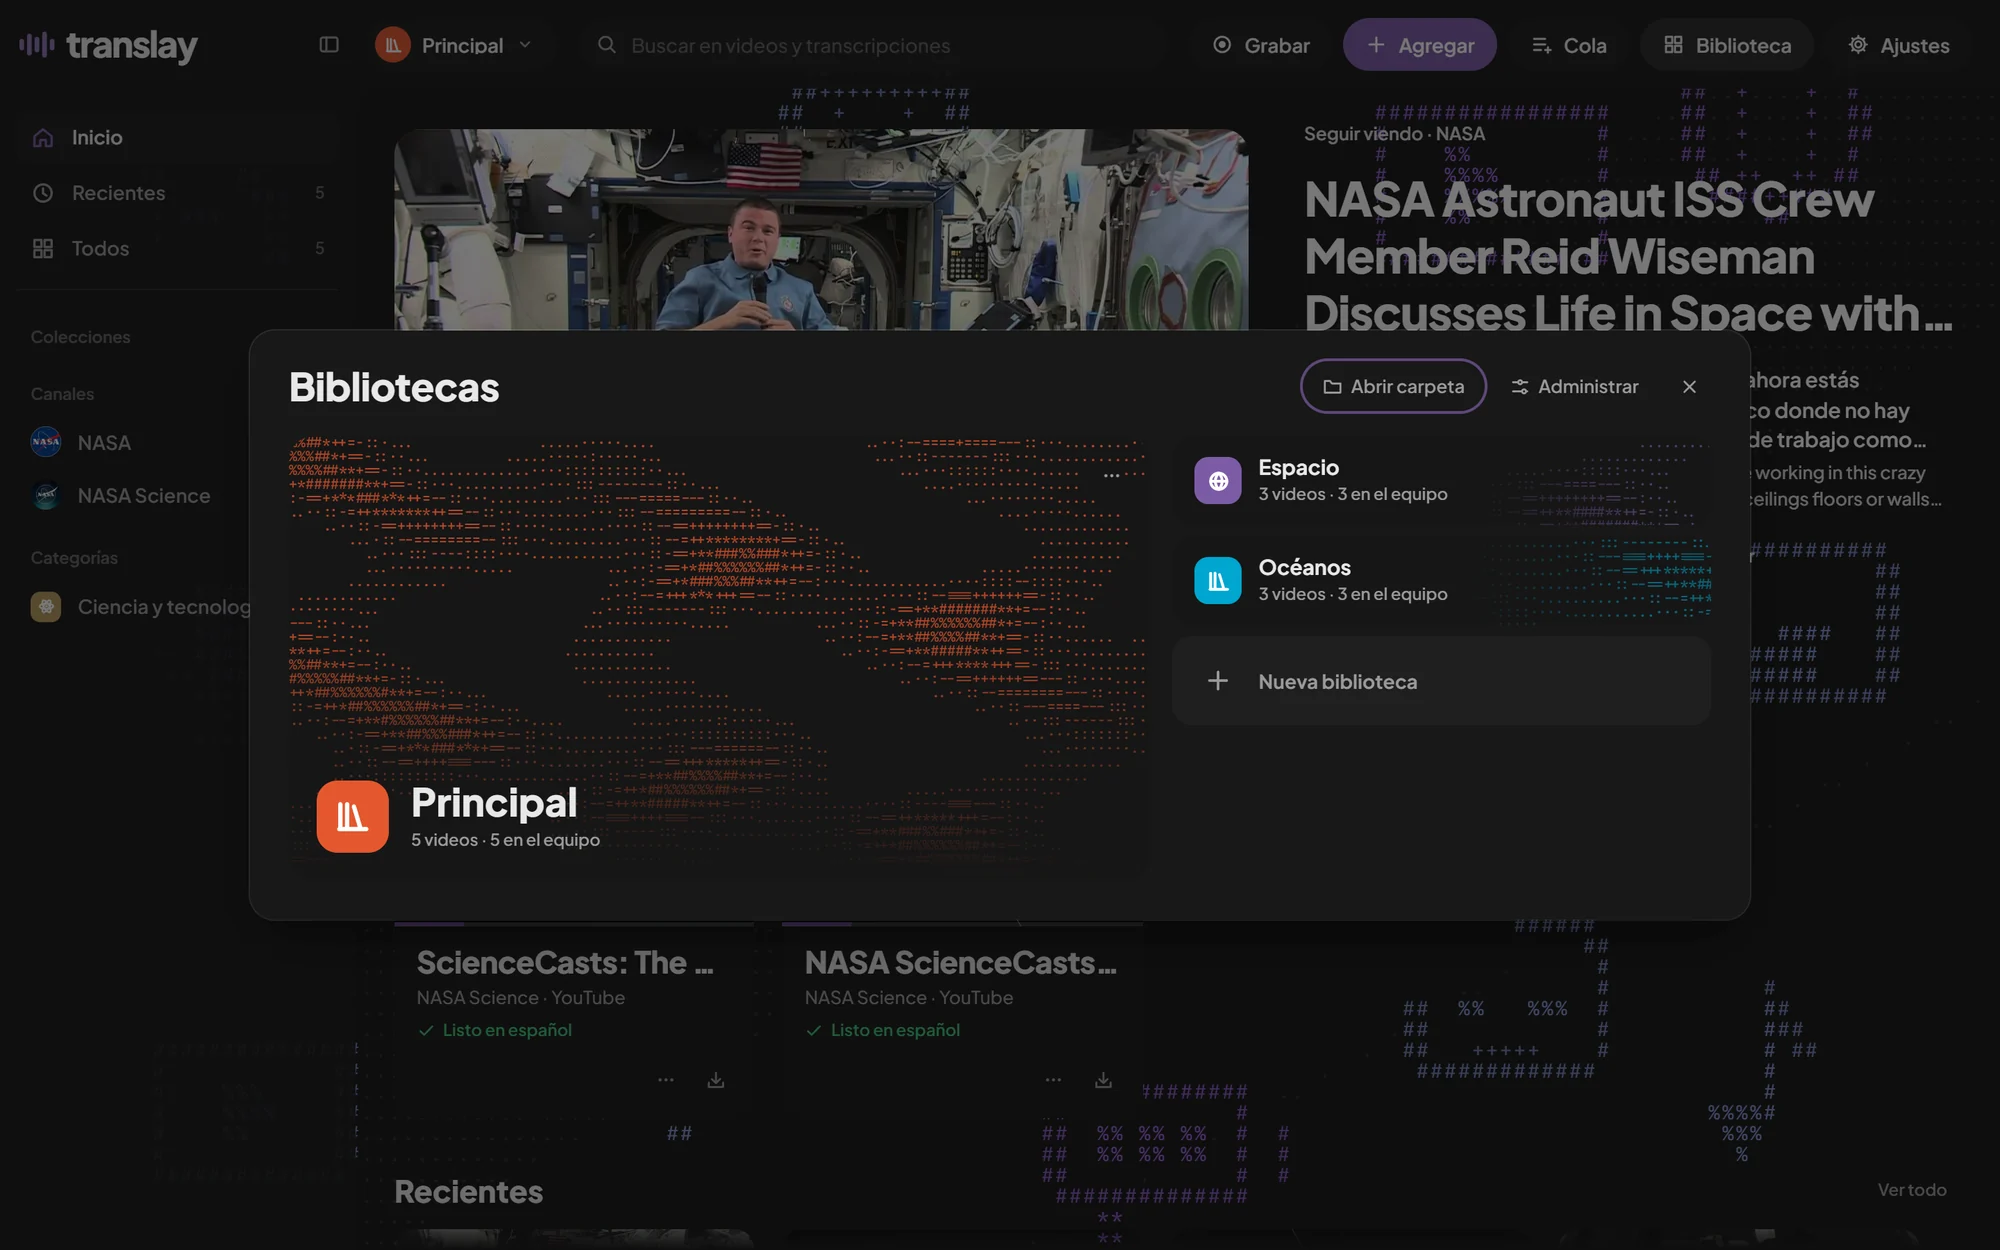 translay
Principal
Buscar en videos y transcripciones
Grabar
Agregar
Cola
Biblioteca
Ajustes
Inicio
Recientes
5
Todos
5
Colecciones
Canales
NASA
NASA Science
Categorías
Ciencia y tecnolog
Seguir viendo · NASA
NASA Astronaut ISS Crew
Member Reid Wiseman
Discusses Life in Space with...
ahora estás
co donde no hay
de trabajo como...
working in this crazy
ceilings floors or walls...
Bibliotecas
Abrir carpeta
Administrar
Principal
5 videos · 5 en el equipo
Espacio
3 videos · 3 en el equipo
Océanos
3 videos · 3 en el equipo
Nueva biblioteca
ScienceCasts: The ...
NASA Science · YouTube
Listo en español
NASA ScienceCasts...
NASA Science · YouTube
Listo en español
Recientes
Ver todo